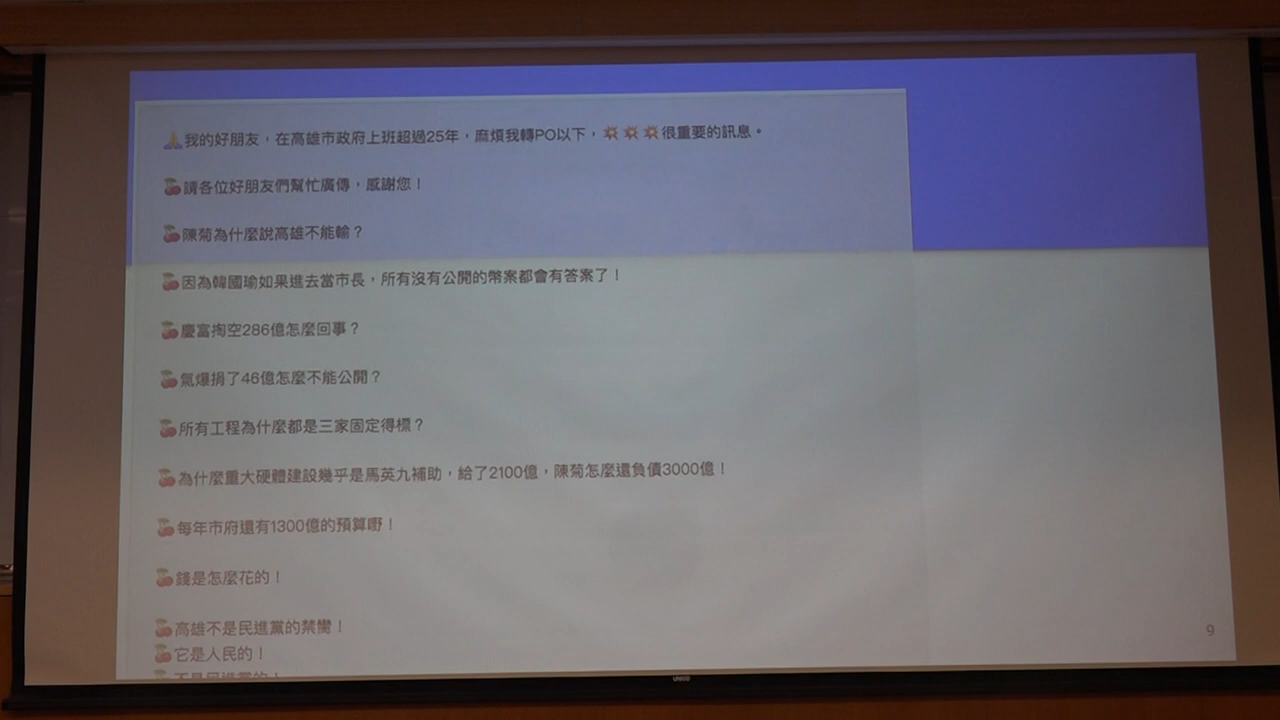 🙏我的好朋友，在高雄市政府上班超過25年，麻煩我轉PO以下，💥💥💥很重要的訊息。
🍒請各位好朋友們幫忙廣傳，感謝您！
🍒陳菊為什麼說高雄不能輸？
🍒因為韓國瑜如果進去當市長，所有沒有公開的幣案都會有答案了！
🍒慶富掏空286億怎麼回事？
🍒氣爆捐了46億怎麼不能公開？
🍒所有工程為什麼都是三家固定得標？
🍒為什麼重大硬體建設幾乎是馬英九補助，給了2100億，陳菊怎麼還負債3000億！
🍒每年市府還有1300億的預算嘢！
🍒錢是怎麼花的！
🍒高雄不是民進黨的禁臠！
🍒它是人民的！
🍒不是民進黨的！
9